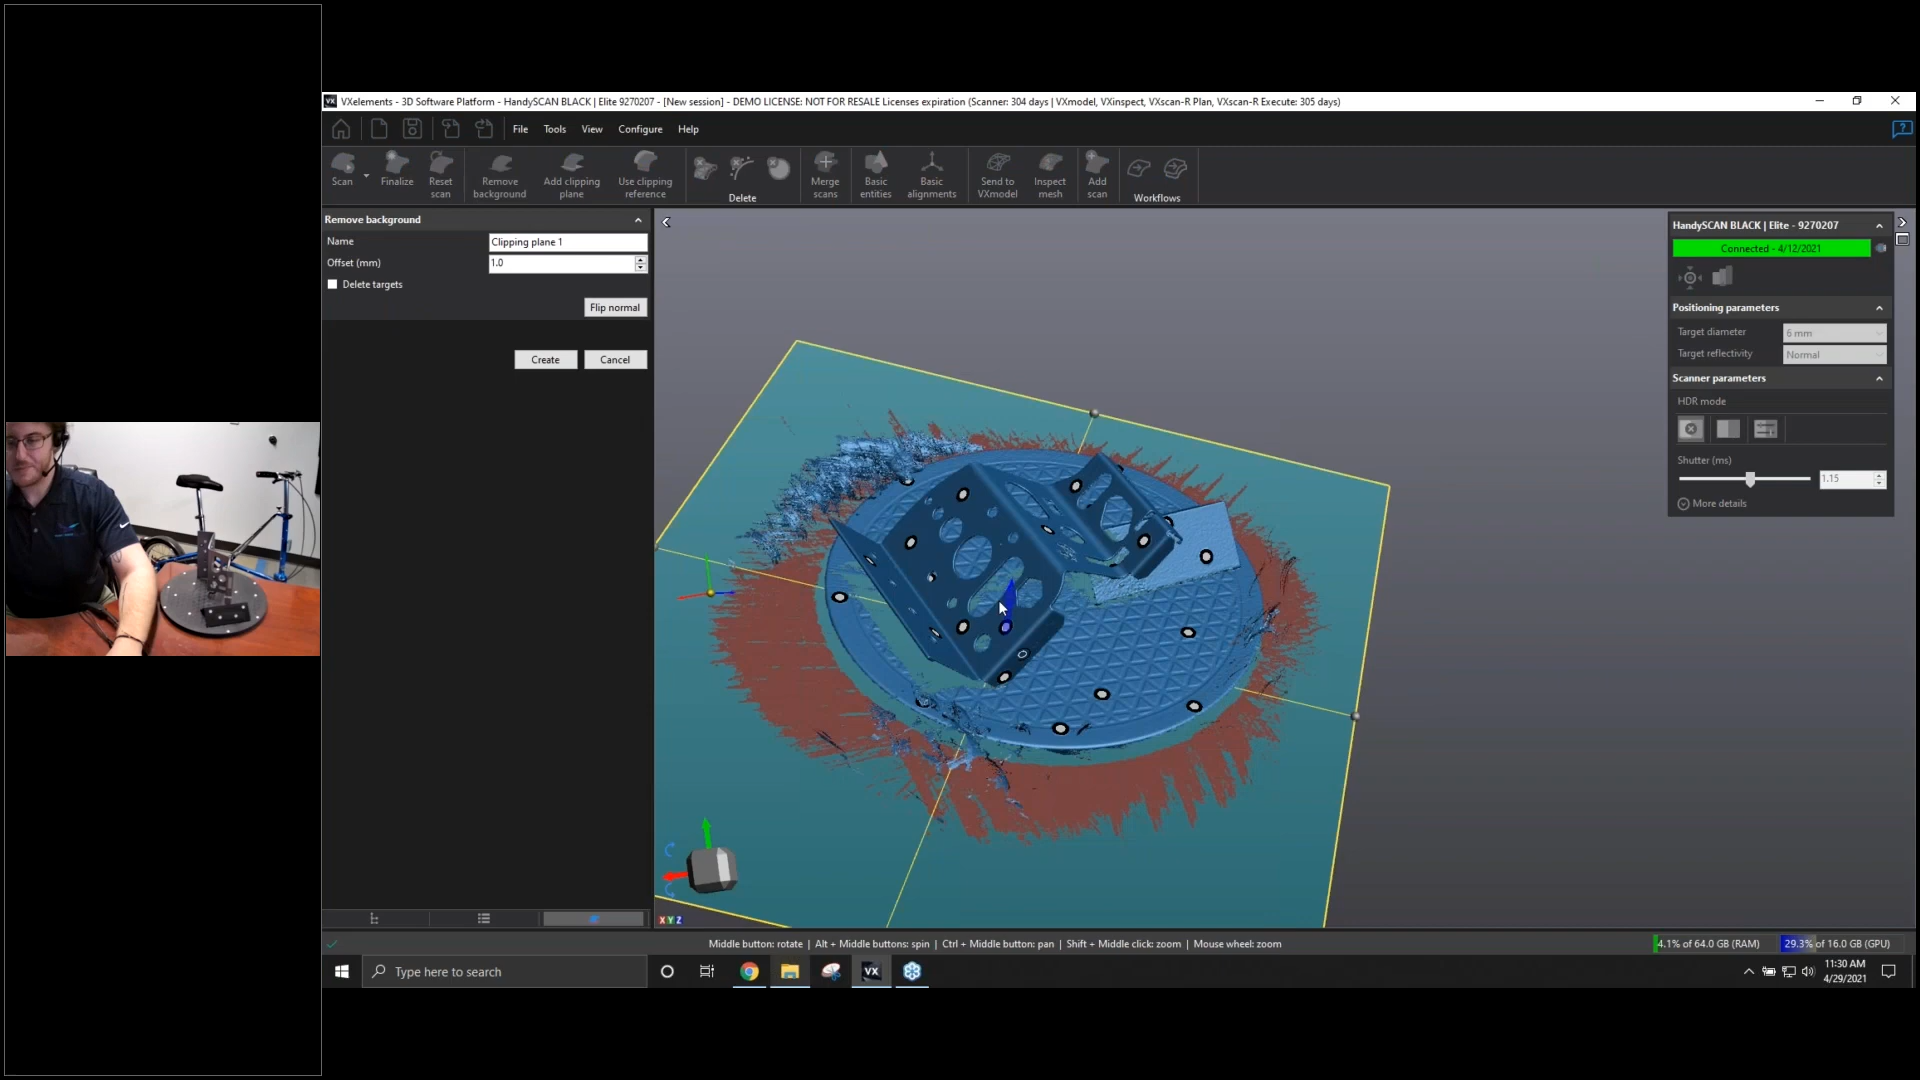 VXelements - 3D Software Platform - HandySCAN BLACK | Elite 9270207 - [New session] - DEMO LICENSE: NOT FOR RESALE Licenses expiration (Scanner: 304 days | VXmodel, VXinspect, VXscan-R Plan, VXscan-R Execute: 305 days)
File Tools View Configure Help
Scan
Finalize
Reset scan
Remove background
Add clipping plane
Use clipping reference
Delete
Merge scans
Basic entities
Basic alignments
Send to VXmodel
Inspect mesh
Add scan
Workflows
Remove background
Name Clipping plane 1
Offset (mm) 1.0
Delete targets
Flip normal
Create Cancel
HandySCAN BLACK | Elite - 9270207
Connected - 4/12/2021
Positioning parameters
Target diameter 6 mm
Target reflectivity Normal
Scanner parameters
HDR mode
Shutter (ms) 1.15
More details
X Y Z
Middle button: rotate | Alt + Middle buttons: spin | Ctrl + Middle button: pan | Shift + Middle click: zoom | Mouse wheel: zoom
4.1% of 64.0 GB (RAM) 29.3% of 16.0 GB (GPU)
Type here to search
VX
11:30 AM
4/29/2021